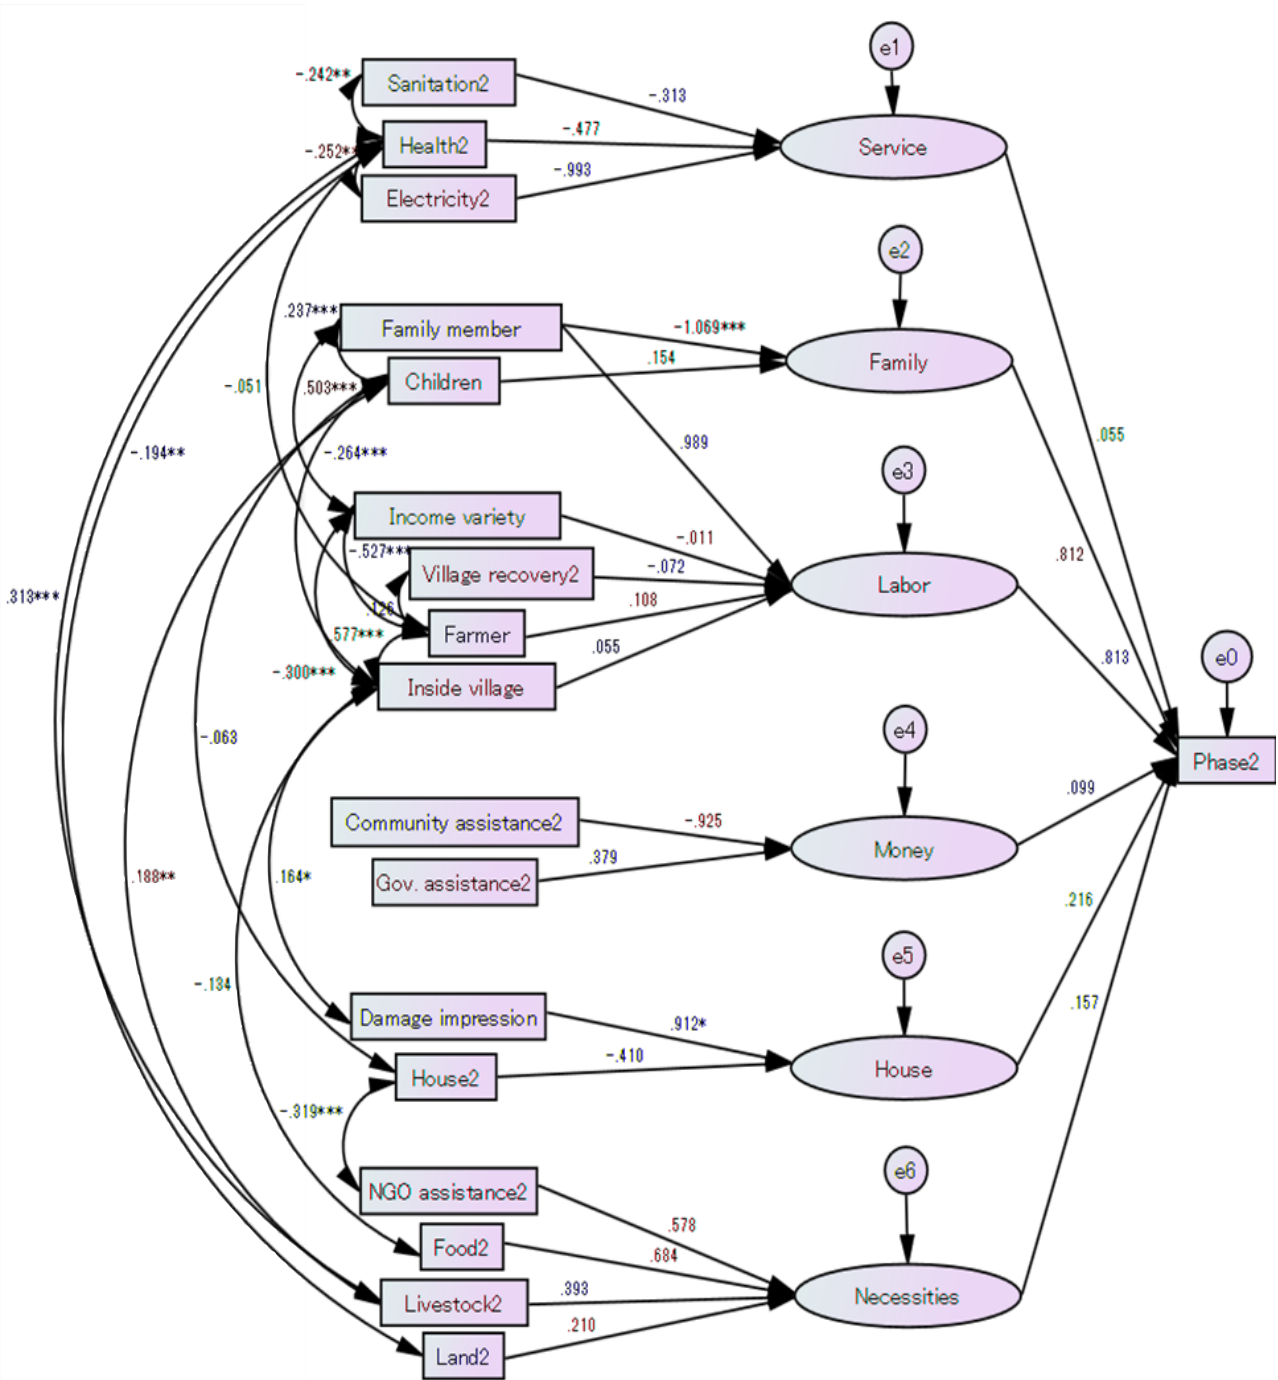 e1
-.242**
Sanitation2
-.313
-.477
Health2
Service
-.252*
-.993
Electricity2
e2
.237***
Family member
-1.069***
.154
Family
Children
-.051
.503***
.055
-.194**
-.264***
.989
e3
Income variety
-.011
-.527***
.812
Village recovery2
-.072
Labor
.313***
.108
.126
Farmer
.577***
.055
-.300***
.813
e0
Inside village
-.063
e4
Phase2
.099
Community assistance2
-.925
Money
.379
.188**
.164*
Gov. assistance2
.216
e5
-.134
.157
Damage impression
.912*
-.410
House
House2
-.319***
e6
NGO assistance2
.578
Food2
.684
.393
Necessities
Livestock2
.210
Land2